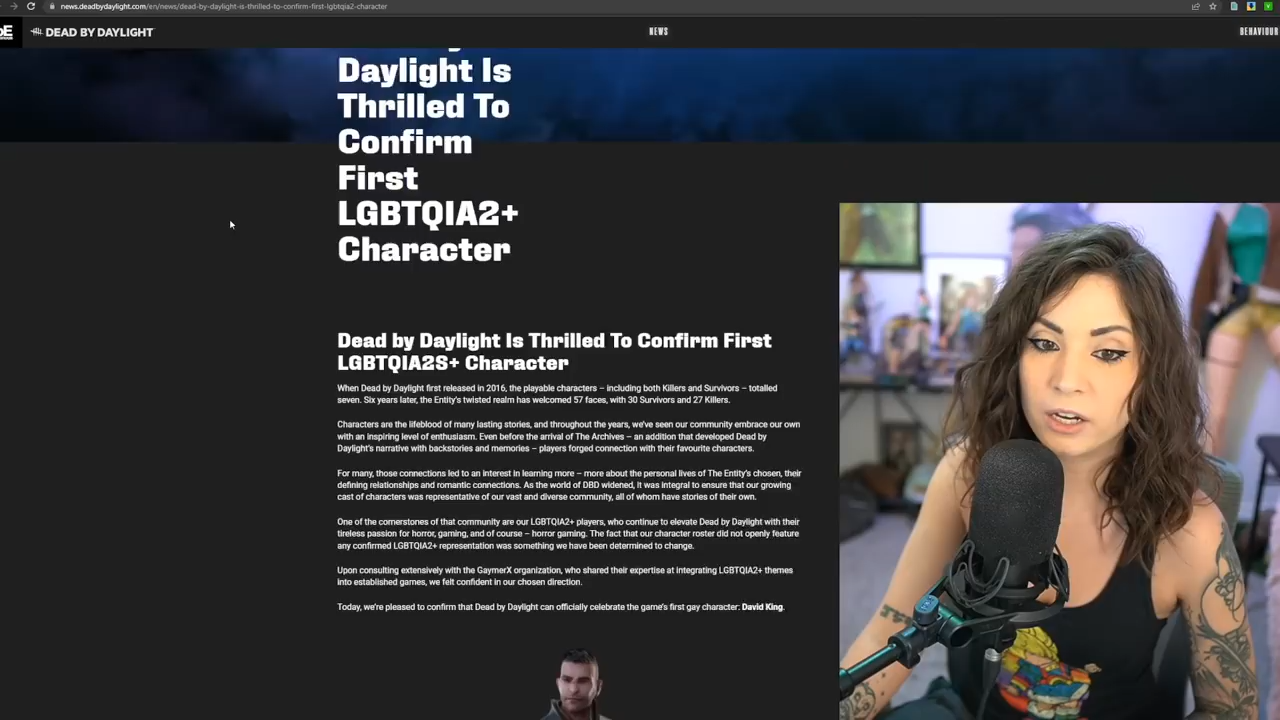 news.deadbydaylight.com/en/news/dead-by-daylight-is-thrilled-to-confirm-first-lgbtqia2-character
DEAD BY DAYLIGHT
NEWS
BEHAVIOUR
Daylight Is
Thrilled To
Confirm
First
LGBTQIA2+
Character
Dead by Daylight Is Thrilled To Confirm First
LGBTQIA2S+ Character
When Dead by Daylight first released in 2016, the playable characters – including both Killers and Survivors – totalled
seven. Six years later, the Entity's twisted realm has welcomed 57 faces, with 30 Survivors and 27 Killers.
Characters are the lifeblood of many lasting stories, and throughout the years, we've seen our community embrace our own
with an inspiring level of enthusiasm. Even before the arrival of The Archives – an addition that developed Dead by
Daylight's narrative with backstories and memories – players forged connection with their favourite characters.
For many, those connections led to an interest in learning more – more about the personal lives of The Entity's chosen, their
defining relationships and romantic connections. As the world of DBD widened, it was integral to ensure that our growing
cast of characters was representative of our vast and diverse community, all of whom have stories of their own.
One of the cornerstones of that community are our LGBTQIA2+ players, who continue to elevate Dead by Daylight with their
tireless passion for horror, gaming, and of course – horror gaming. The fact that our character roster did not openly feature
any confirmed LGBTQIA2+ representation was something we have been determined to change.
Upon consulting extensively with the GaymerX organization, who shared their expertise at integrating LGBTQIA2+ themes
into established games, we felt confident in our chosen direction.
Today, we're pleased to confirm that Dead by Daylight can officially celebrate the game's first gay character: David King.